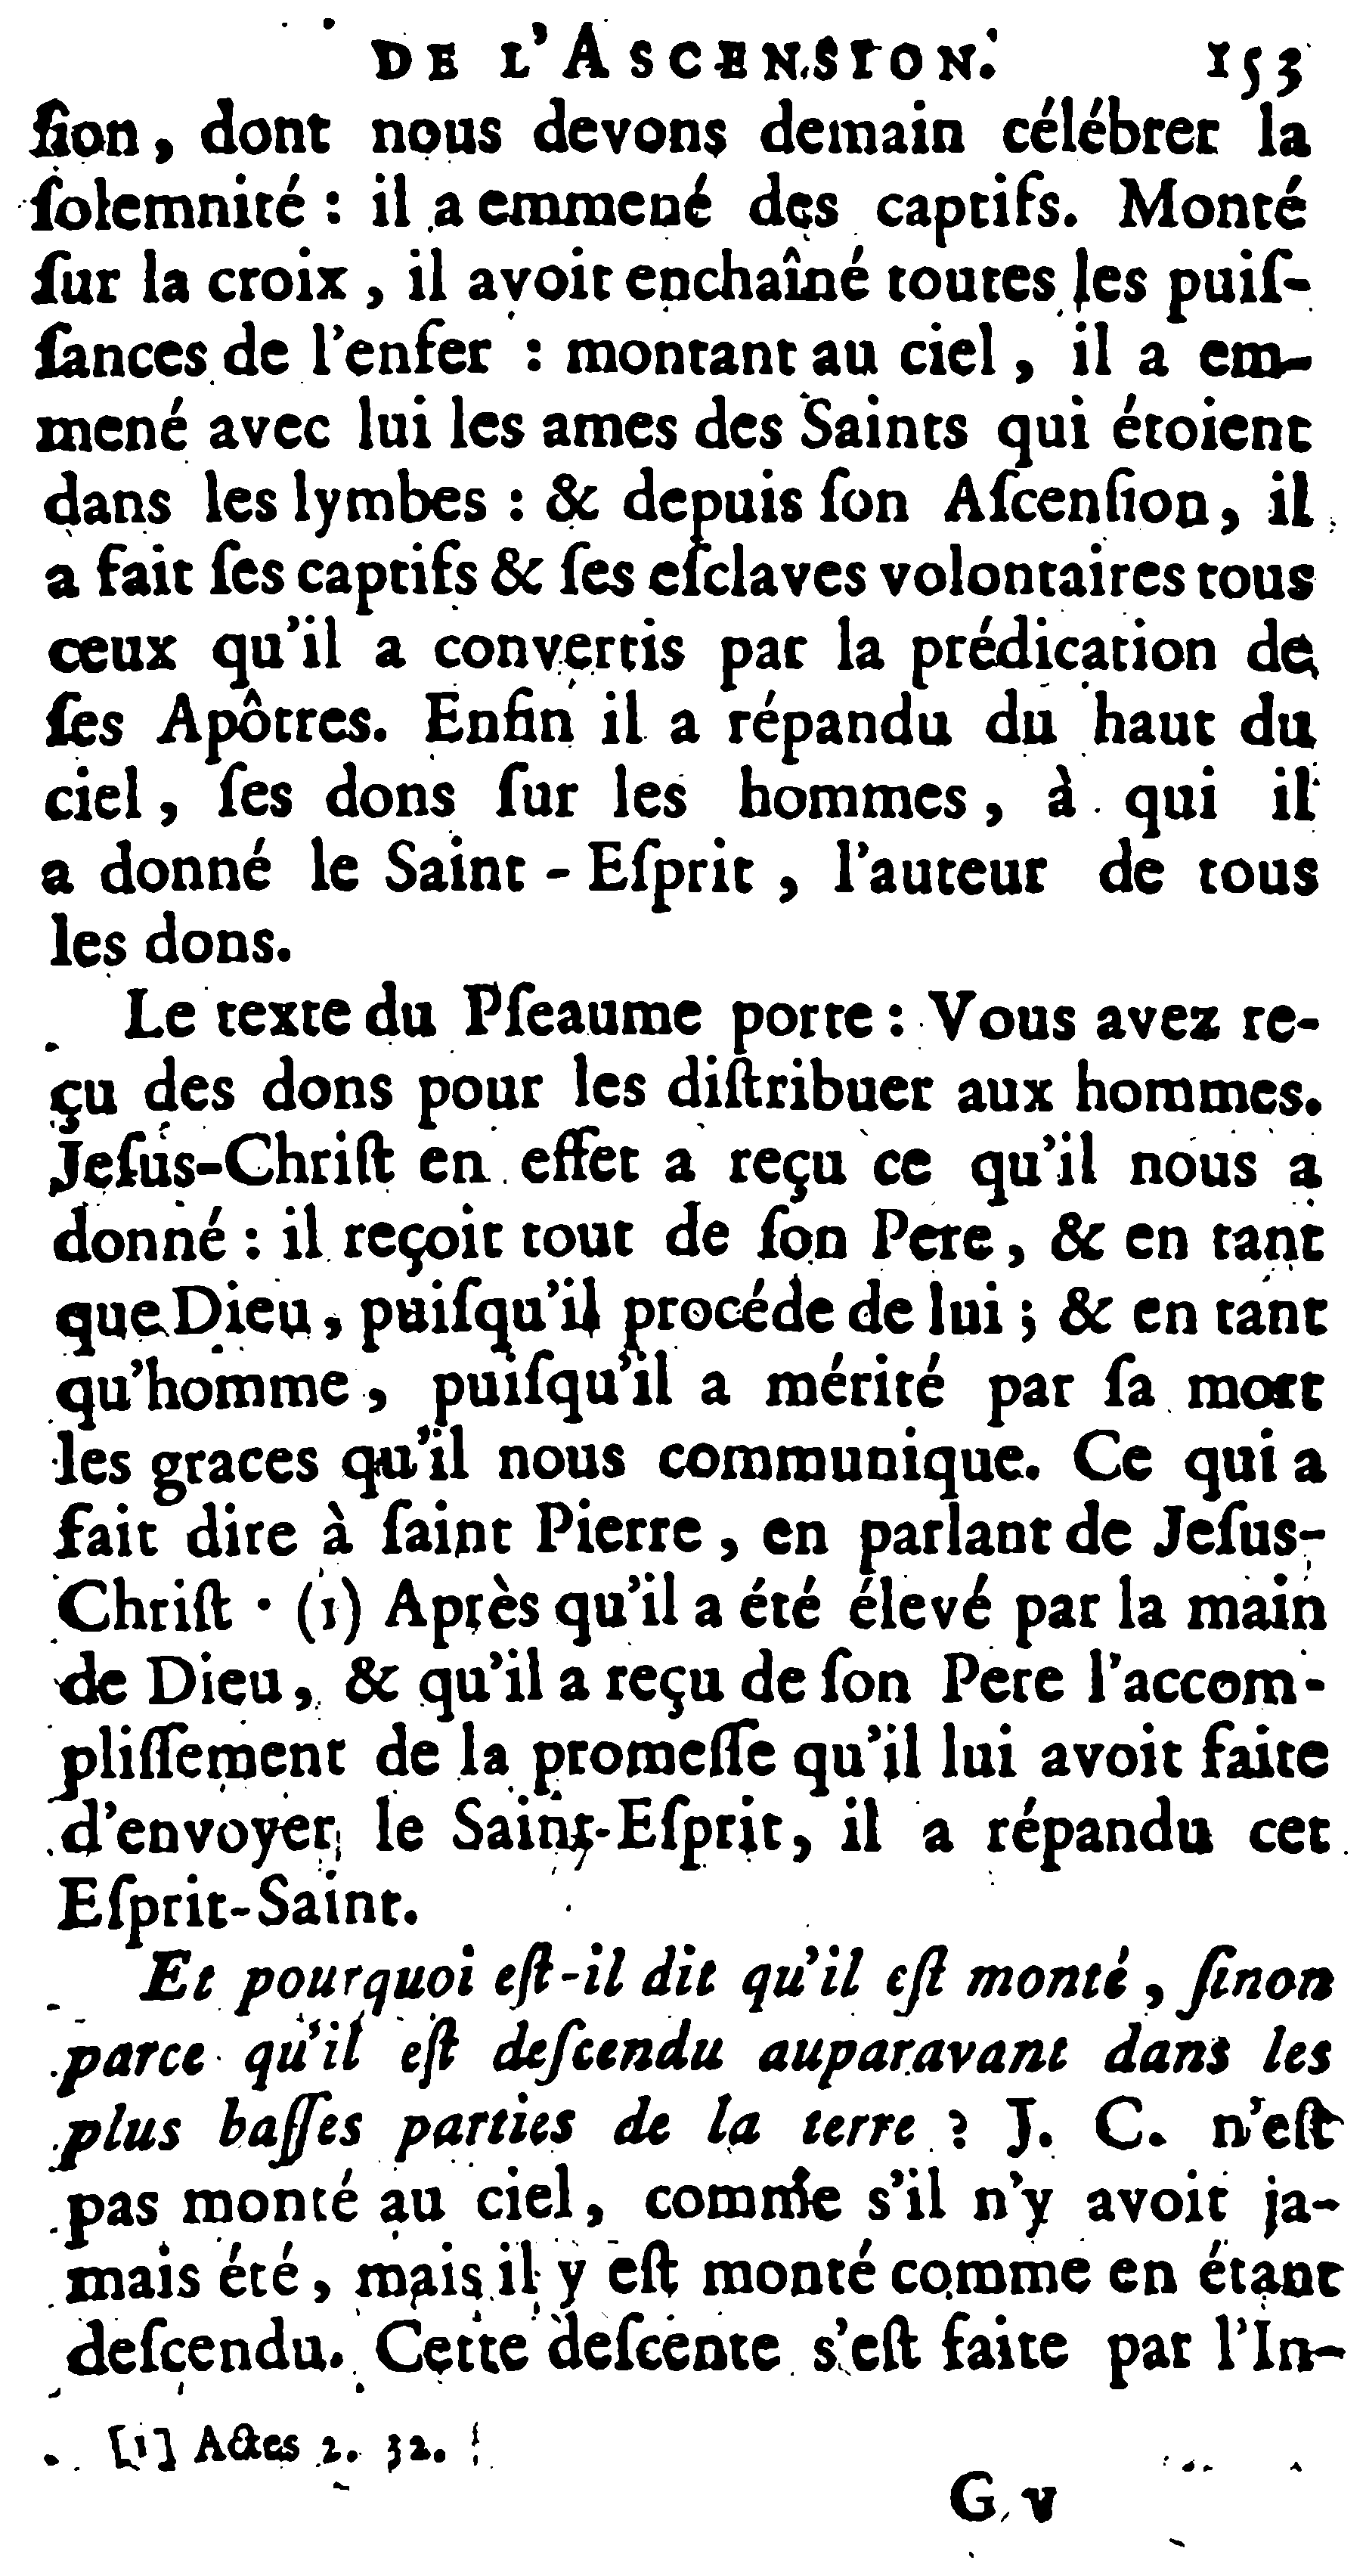 DE L'ASCENSION. 153
ſion, dont nous devons demain célébrer la
ſolemnité : il a emmené des captifs. Monté
ſur la croix, il avoit enchaîné toutes les puiſ-
ſances de l'enfer : montant au ciel, il a em-
mené avec lui les ames des Saints qui étoient
dans les lymbes : & depuis ſon Aſcenſion, il
a fait ſes captifs & ſes eſclaves volontaires tous
ceux qu'il a convertis par la prédication de
ſes Apôtres. Enfin il a répandu du haut du
ciel, ſes dons ſur les hommes, à qui il
a donné le Saint-Eſprit, l'auteur de tous
les dons.
Le texte du Pſeaume porte : Vous avez re-
çu des dons pour les diſtribuer aux hommes.
Jeſus-Chriſt en effet a reçu ce qu'il nous a
donné : il reçoit tout de ſon Pere, & en tant
que Dieu, puiſqu'il procéde de lui ; & en tant
qu'homme, puiſqu'il a mérité par ſa mort
les graces qu'il nous communique. Ce qui a
fait dire à ſaint Pierre, en parlant de Jeſus-
Chriſt · (1) Après qu'il a été élevé par la main
de Dieu, & qu'il a reçu de ſon Pere l'accom-
pliſſement de la promeſſe qu'il lui avoit faite
d'envoyer le Saint-Eſprit, il a répandu cet
Eſprit-Saint.
Et pourquoi eſt-il dit qu'il eſt monté, ſinon
parce qu'il eſt deſcendu auparavant dans les
plus baſſes parties de la terre ? J. C. n'eſt
pas monté au ciel, comme s'il n'y avoit ja-
mais été, mais il y eſt monté comme en étant
deſcendu. Cette deſcente s'eſt faite par l'In-
[1] Actes 2. 32.
G v